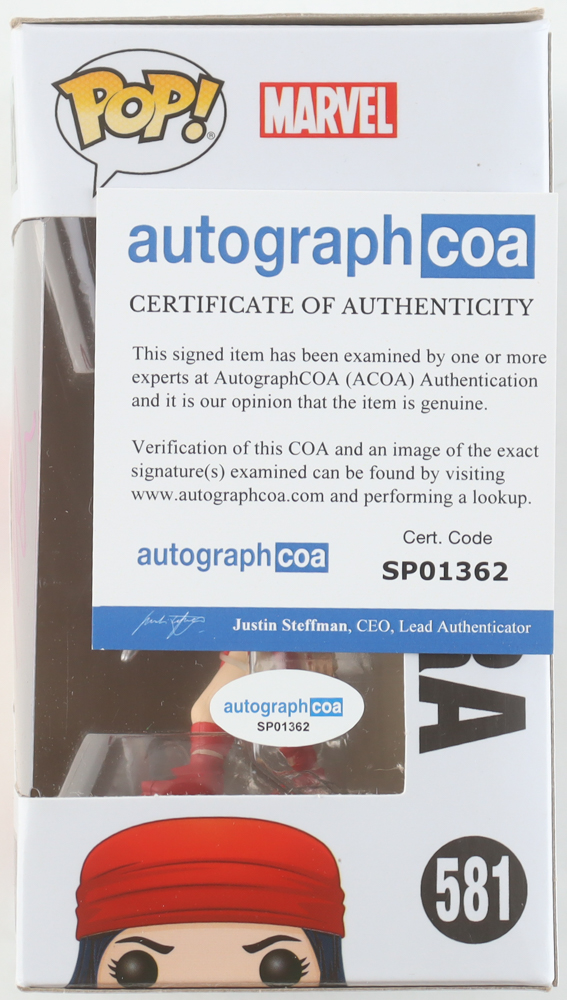 POP!
MARVEL
autograph coa
CERTIFICATE OF AUTHENTICITY
This signed item has been examined by one or more
experts at AutographCOA (ACOA) Authentication
and it is our opinion that the item is genuine.
Verification of this COA and an image of the exact
signature(s) examined can be found by visiting
www.autographcoa.com and performing a lookup.
autograph coa
Cert. Code
SP01362
Justin Steffman, CEO, Lead Authenticator
RA
autograph coa
SP01362
581